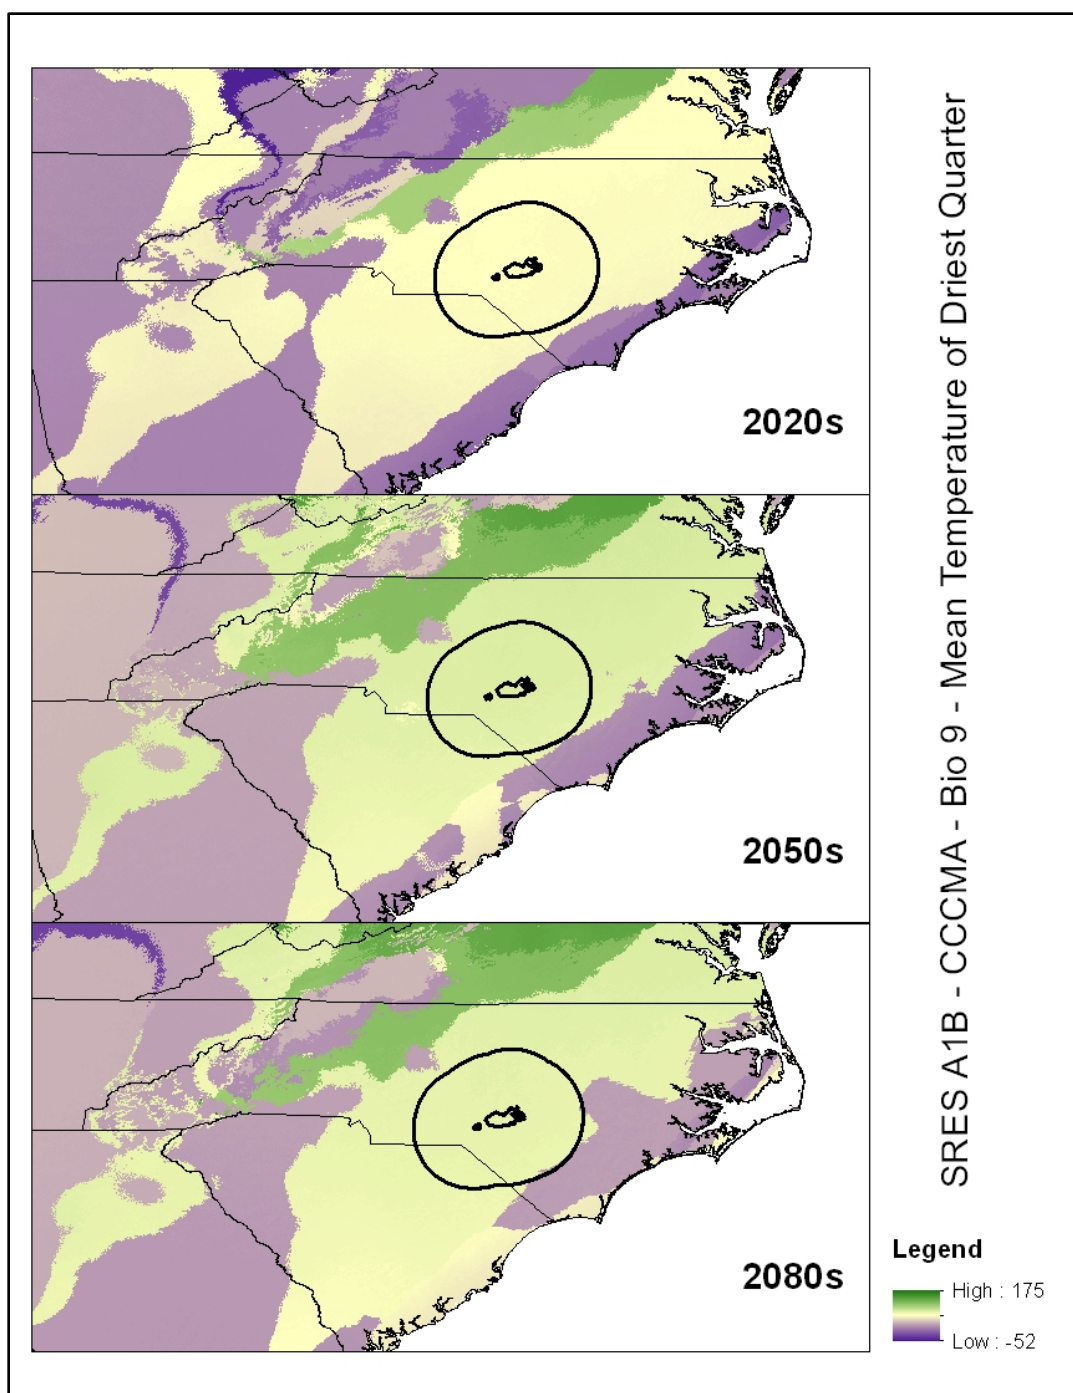 2020s
2050s
2080s
SRES A1B - CCCMA - Bio 9 - Mean Temperature of Driest Quarter
Legend
High : 175
Low : -52